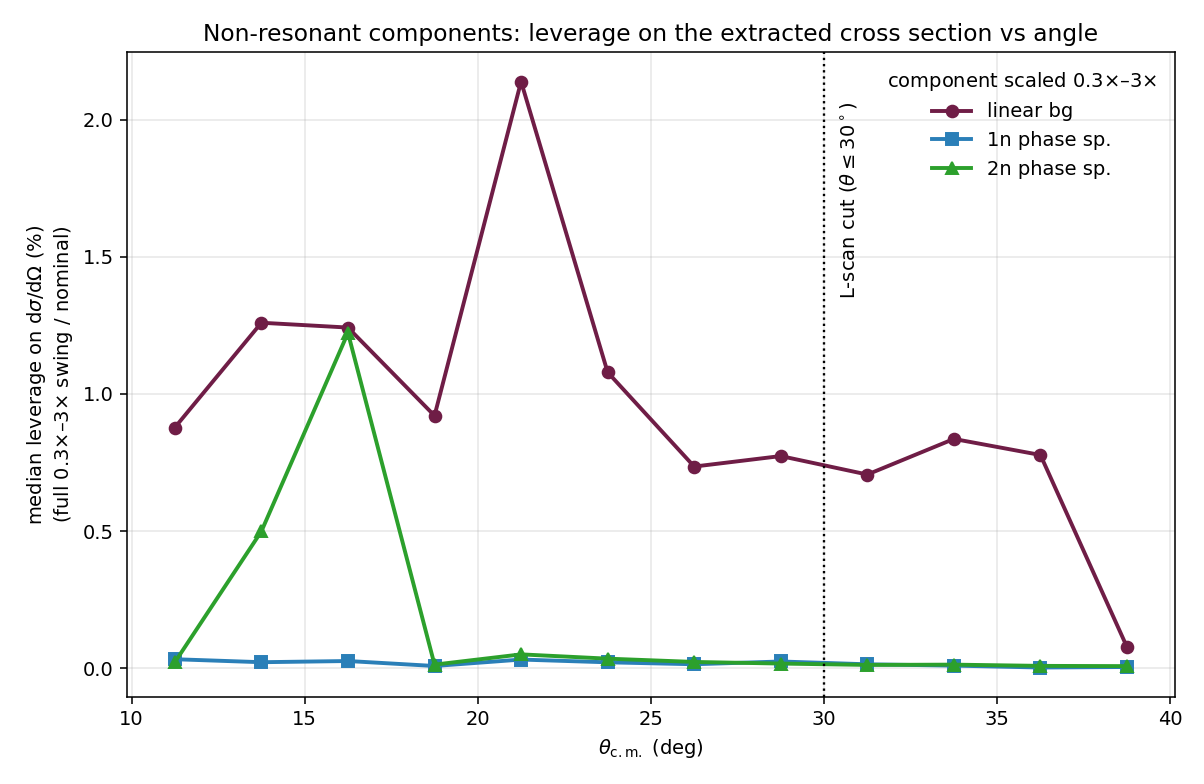 Non-resonant components: leverage on the extracted cross section vs angle
median leverage on dσ/dΩ (%)
(full 0.3×–3× swing / nominal)
2.0
1.5
1.0
0.5
0.0
component scaled 0.3×–3×
linear bg
1n phase sp.
2n phase sp.
L-scan cut (θ ≤ 30°)
10
15
20
25
30
35
40
θc.m. (deg)